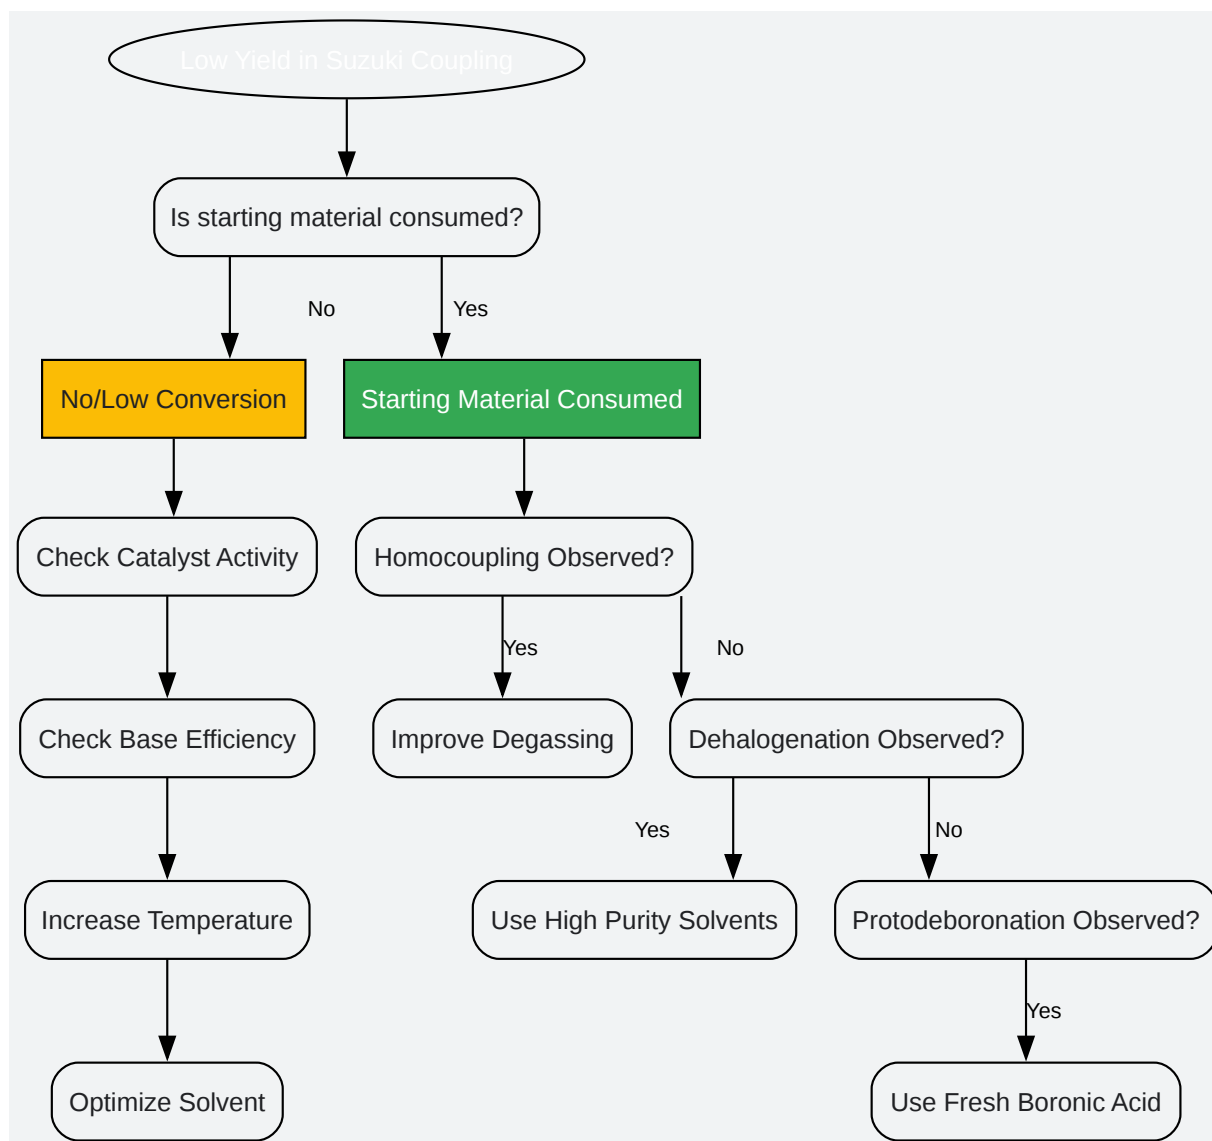 Low Yield in Suzuki Coupling
Is starting material consumed?
No
Yes
No/Low Conversion
Starting Material Consumed
Check Catalyst Activity
Homocoupling Observed?
Yes
No
Check Base Efficiency
Improve Degassing
Dehalogenation Observed?
Yes
No
Increase Temperature
Use High Purity Solvents
Protodeboronation Observed?
Yes
Optimize Solvent
Use Fresh Boronic Acid